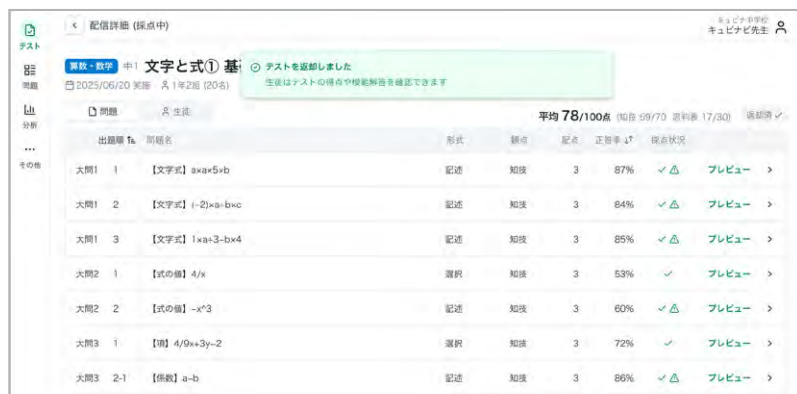 配信詳細 (採点中)
キュビナ中学校
キュビナビ先生
テスト
問題
分析
その他
算数・数学 中1 文字と式① 基礎
2025/06/20 実施 1年2組 (20名)
テストを返却しました
生徒はテストの得点や模範解答を確認できます
問題 生徒
平均 78/100点 (知技 59/70 思判表 17/30) 返却済
出題順 問題名 形式 観点 配点 正答率 採点状況
大問1 1 【文字式】a×a×5×b 記述 知技 3 87% プレビュー
大問1 2 【文字式】(-2)×a÷b×c 記述 知技 3 84% プレビュー
大問1 3 【文字式】1×a÷3-b×4 記述 知技 3 85% プレビュー
大問2 1 【式の値】4/x 選択 知技 3 53% プレビュー
大問2 2 【式の値】-x^3 記述 知技 3 60% プレビュー
大問3 1 【項】4/9x+3y-2 選択 知技 3 72% プレビュー
大問3 2-1 【係数】a-b 記述 知技 3 86% プレビュー